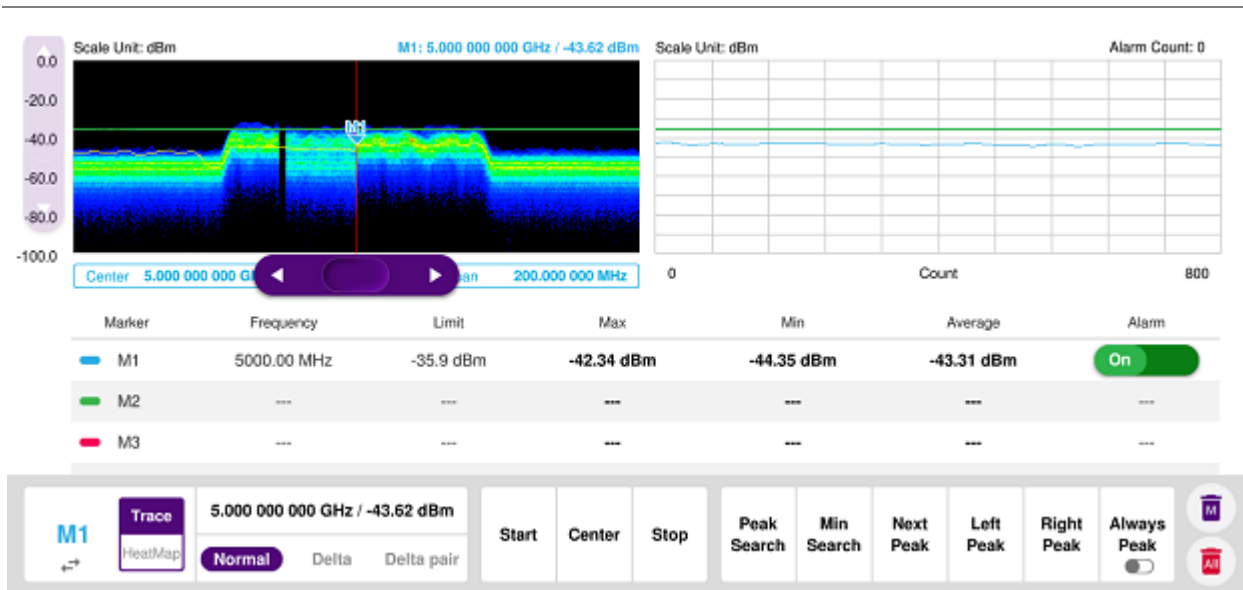 Scale Unit: dBm M1: 5.000 000 000 GHz / -43.62 dBm Scale Unit: dBm Alarm Count: 0
0.0
-20.0
M1
-40.0
-60.0
-80.0
-100.0
Center 5.000 000 000 G an 200.000 000 MHz 0 Count 800
Marker Frequency Limit Max Min Average Alarm
M1 5000.00 MHz -35.9 dBm -42.34 dBm -44.35 dBm -43.31 dBm On
M2 --- --- --- --- --- ---
M3 --- --- --- --- --- ---
M1 Trace HeatMap
5.000 000 000 GHz / -43.62 dBm
Normal Delta Delta pair
Start Center Stop
Peak Search Min Search Next Peak Left Peak Right Peak Always Peak
M
All